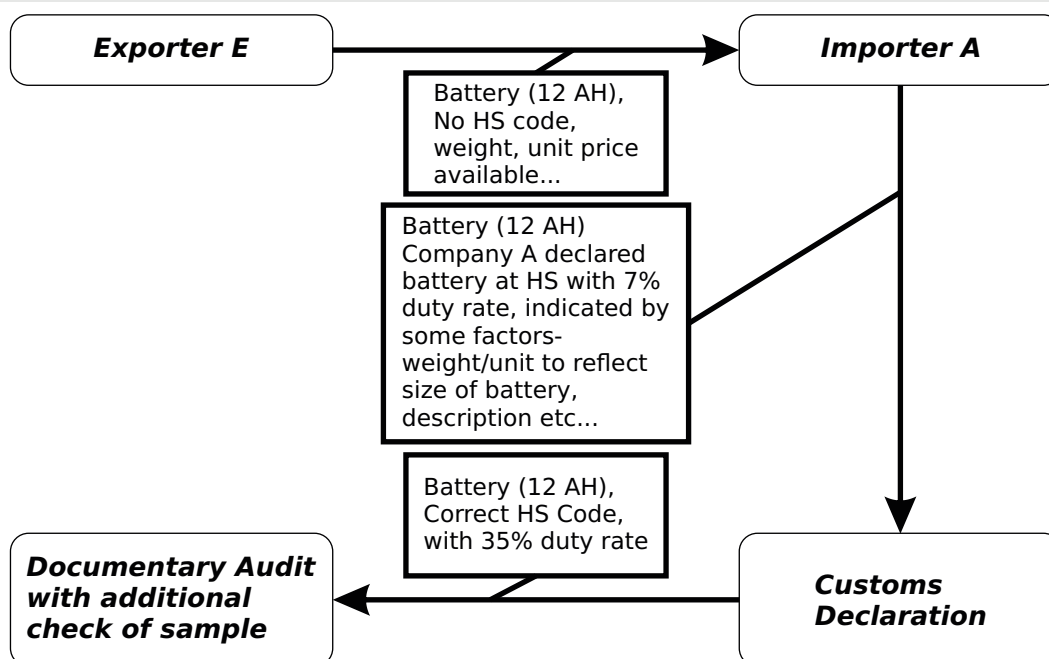 Exporter E
Importer A
Battery (12 AH),
No HS code,
weight, unit price
available...
Battery (12 AH)
Company A declared
battery at HS with 7%
duty rate, indicated by
some factors-
weight/unit to reflect
size of battery,
description etc...
Battery (12 AH),
Correct HS Code,
with 35% duty rate
Documentary Audit
with additional
check of sample
Customs
Declaration